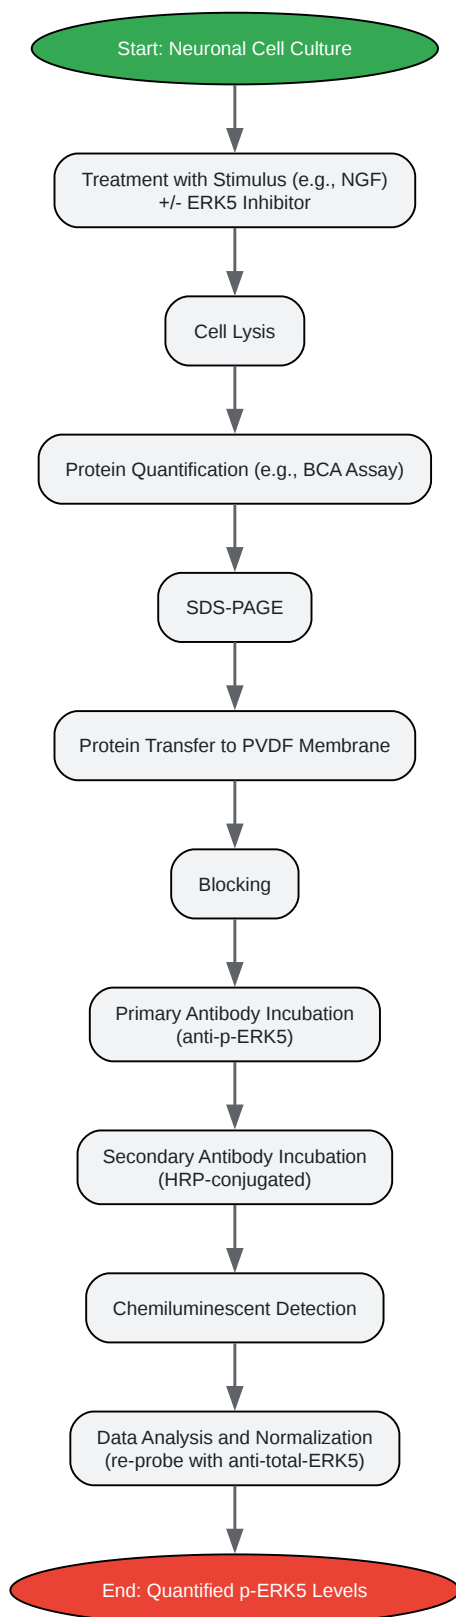 Start: Neuronal Cell Culture
Treatment with Stimulus (e.g., NGF)
+/- ERK5 Inhibitor
Cell Lysis
Protein Quantification (e.g., BCA Assay)
SDS-PAGE
Protein Transfer to PVDF Membrane
Blocking
Primary Antibody Incubation
(anti-p-ERK5)
Secondary Antibody Incubation
(HRP-conjugated)
Chemiluminescent Detection
Data Analysis and Normalization
(re-probe with anti-total-ERK5)
End: Quantified p-ERK5 Levels